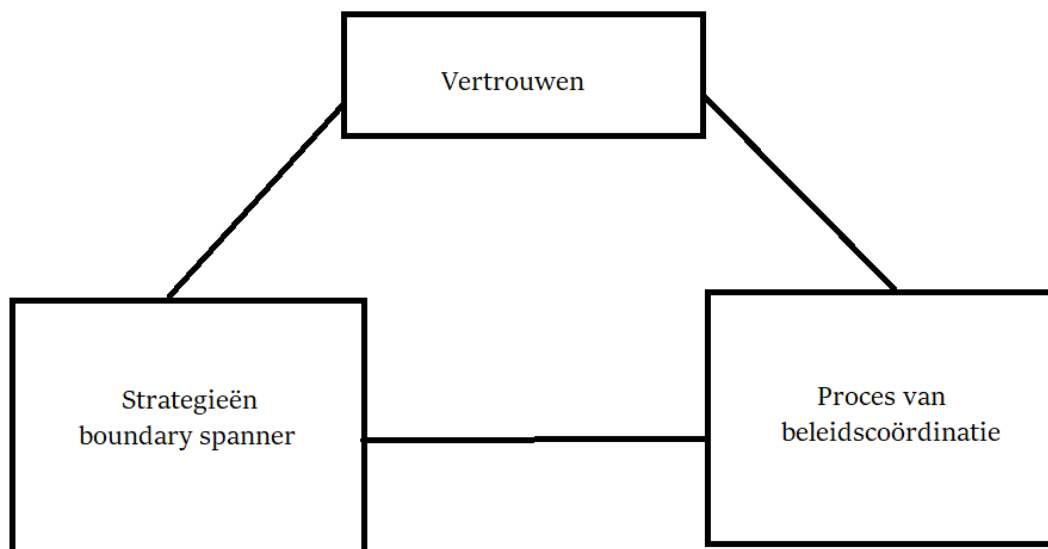 Vertrouwen
Strategieën
boundary spanner
Proces van
beleidscoördinatie